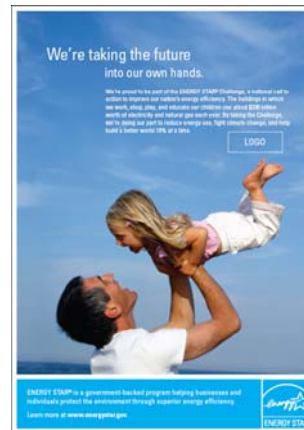 We're taking the future
into our own hands.
We're proud to be part of the ENERGY STAR® Challenge, a national call to
action to improve our nation's energy efficiency. The buildings in which
we work, shop, play, and educate our children use about $200 billion
worth of electricity and natural gas each year. By taking the Challenge,
we're doing our part to reduce energy use, fight climate change, and help
build a better world 10% at a time.
LOGO
ENERGY STAR® is a government-backed program helping businesses and
individuals protect the environment through superior energy efficiency.
Learn more at www.energystar.gov.
energy
ENERGY STAR